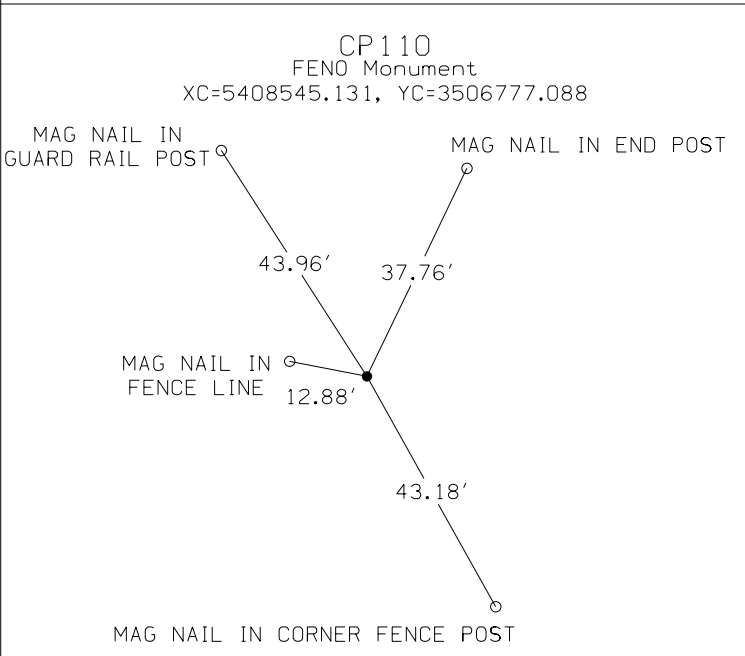 CP110
FENO Monument
XC=5408545.131, YC=3506777.088
MAG NAIL IN
GUARD RAIL POST
MAG NAIL IN END POST
43.96'
37.76'
MAG NAIL IN
FENCE LINE
12.88'
43.18'
MAG NAIL IN CORNER FENCE POST